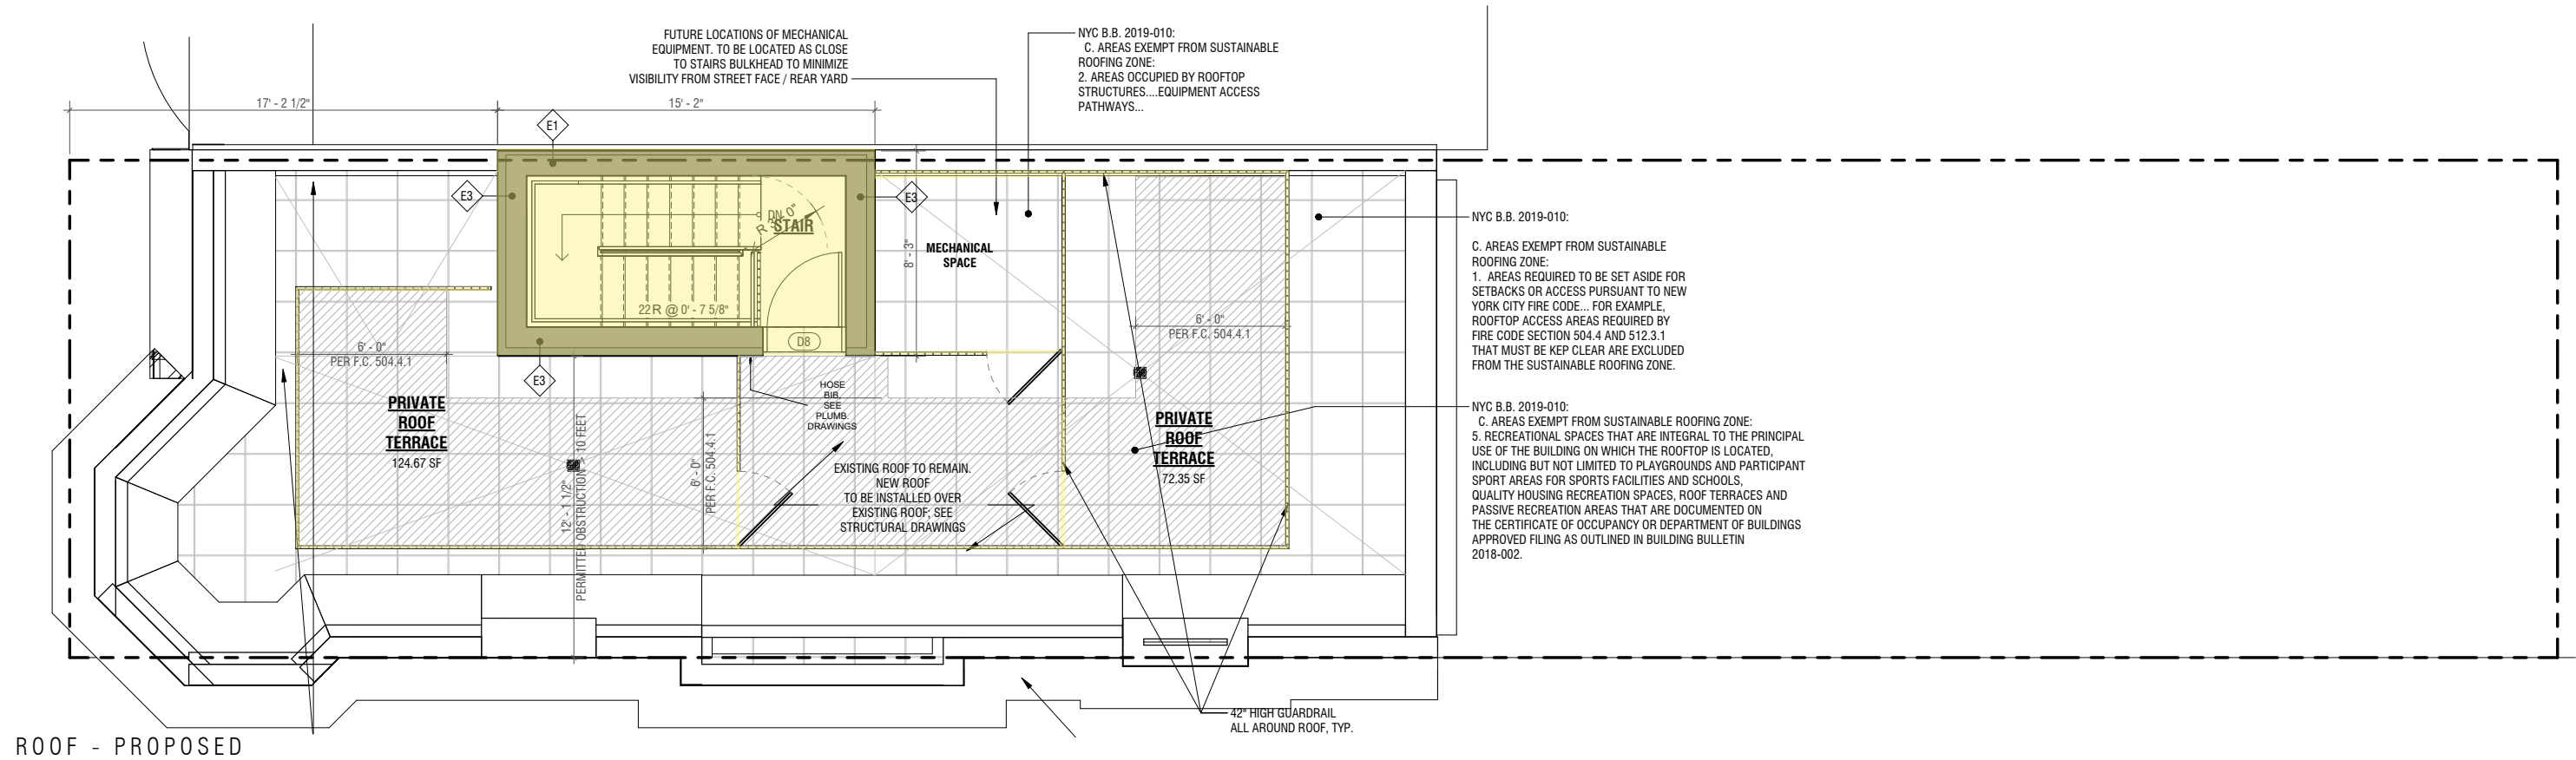 FUTURE LOCATIONS OF MECHANICAL
EQUIPMENT. TO BE LOCATED AS CLOSE
TO STAIRS BULKHEAD TO MINIMIZE
VISIBILITY FROM STREET FACE / REAR YARD
NYC B.B. 2019-010:
C. AREAS EXEMPT FROM SUSTAINABLE
ROOFING ZONE:
2. AREAS OCCUPIED BY ROOFTOP
STRUCTURES....EQUIPMENT ACCESS
PATHWAYS...
17' - 2 1/2"
15' - 2"
E1
E3
E3
DN
R 3'-0"
STAIR
22R @ 0' - 7 5/8"
D8
E3
8' - 3"
MECHANICAL
SPACE
6' - 0"
PER F.C. 504.4.1
6' - 0"
PER F.C. 504.4.1
NYC B.B. 2019-010:
C. AREAS EXEMPT FROM SUSTAINABLE
ROOFING ZONE:
1. AREAS REQUIRED TO BE SET ASIDE FOR
SETBACKS OR ACCESS PURSUANT TO NEW
YORK CITY FIRE CODE... FOR EXAMPLE,
ROOFTOP ACCESS AREAS REQUIRED BY
FIRE CODE SECTION 504.4 AND 512.3.1
THAT MUST BE KEP CLEAR ARE EXCLUDED
FROM THE SUSTAINABLE ROOFING ZONE.
PRIVATE
ROOF
TERRACE
124.67 SF
HOSE
BIB.
SEE
PLUMB.
DRAWINGS
12' - 1 1/2"
PERMITTED OBSTRUCTION > 10 FEET
6' - 0"
PER F.C. 504.4.1
EXISTING ROOF TO REMAIN.
NEW ROOF
TO BE INSTALLED OVER
EXISTING ROOF; SEE
STRUCTURAL DRAWINGS
PRIVATE
ROOF
TERRACE
72.35 SF
NYC B.B. 2019-010:
C. AREAS EXEMPT FROM SUSTAINABLE ROOFING ZONE:
5. RECREATIONAL SPACES THAT ARE INTEGRAL TO THE PRINCIPAL
USE OF THE BUILDING ON WHICH THE ROOFTOP IS LOCATED,
INCLUDING BUT NOT LIMITED TO PLAYGROUNDS AND PARTICIPANT
SPORT AREAS FOR SPORTS FACILITIES AND SCHOOLS,
QUALITY HOUSING RECREATION SPACES, ROOF TERRACES AND
PASSIVE RECREATION AREAS THAT ARE DOCUMENTED ON
THE CERTIFICATE OF OCCUPANCY OR DEPARTMENT OF BUILDINGS
APPROVED FILING AS OUTLINED IN BUILDING BULLETIN
2018-002.
42" HIGH GUARDRAIL
ALL AROUND ROOF, TYP.
ROOF - PROPOSED